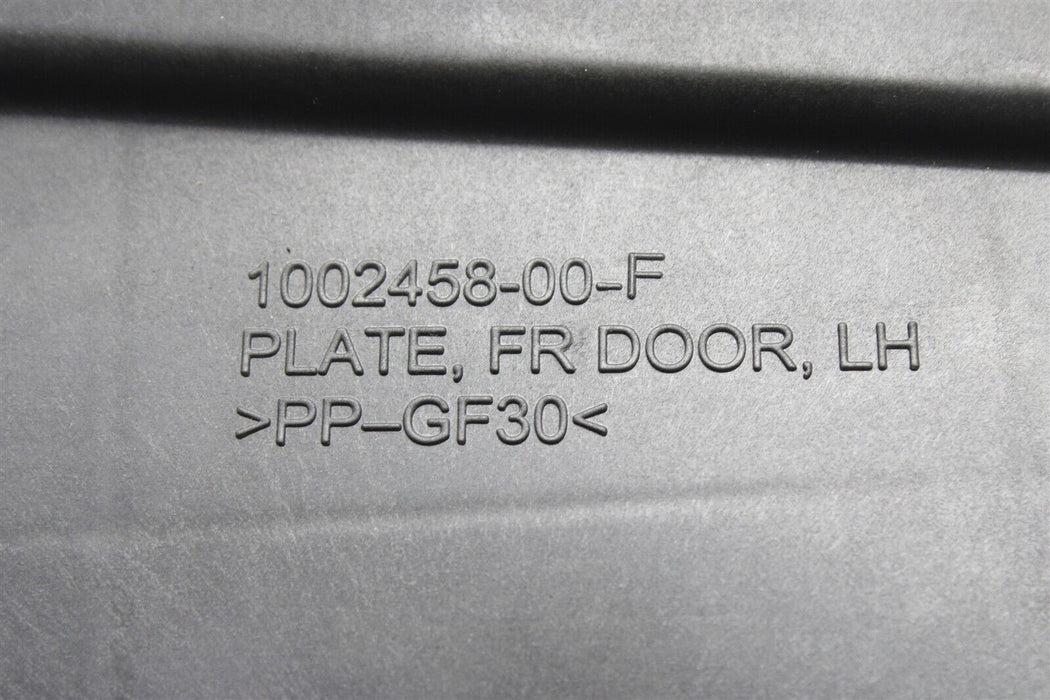 1002458-00-F
PLATE, FR DOOR, LH
>PP-GF30<